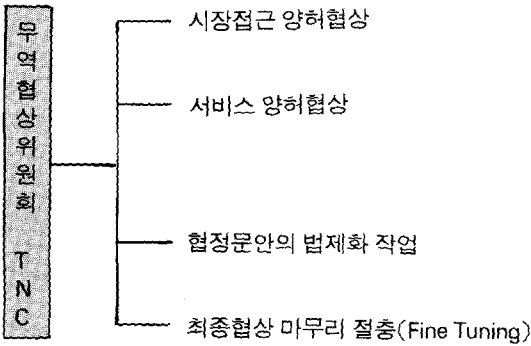 무역협상위원회 TNC
시장접근 양허협상
서비스 양허협상
협정문안의 법제화 작업
최종협상 마무리 절충(Fine Tuning)